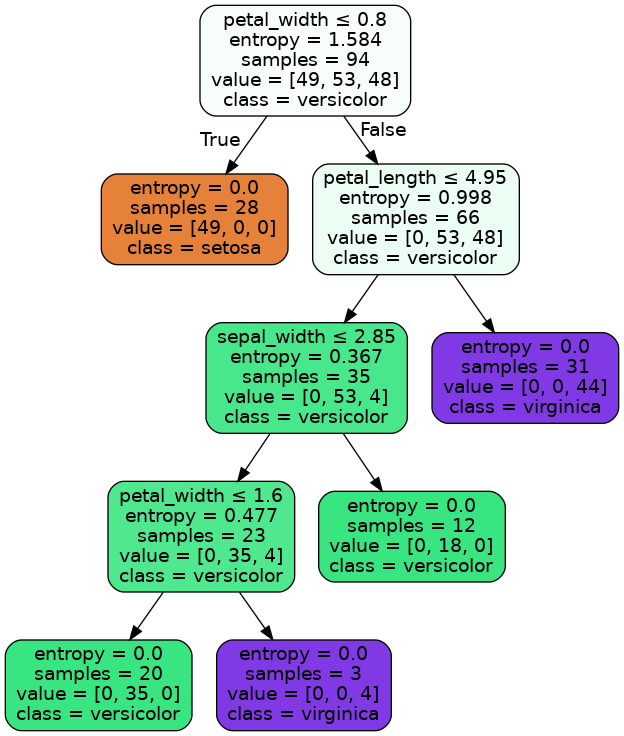 petal_width ≤ 0.8
entropy = 1.584
samples = 94
value = [49, 53, 48]
class = versicolor
True
False
entropy = 0.0
samples = 28
value = [49, 0, 0]
class = setosa
petal_length ≤ 4.95
entropy = 0.998
samples = 66
value = [0, 53, 48]
class = versicolor
sepal_width ≤ 2.85
entropy = 0.367
samples = 35
value = [0, 53, 4]
class = versicolor
entropy = 0.0
samples = 31
value = [0, 0, 44]
class = virginica
petal_width ≤ 1.6
entropy = 0.477
samples = 23
value = [0, 35, 4]
class = versicolor
entropy = 0.0
samples = 12
value = [0, 18, 0]
class = versicolor
entropy = 0.0
samples = 20
value = [0, 35, 0]
class = versicolor
entropy = 0.0
samples = 3
value = [0, 0, 4]
class = virginica